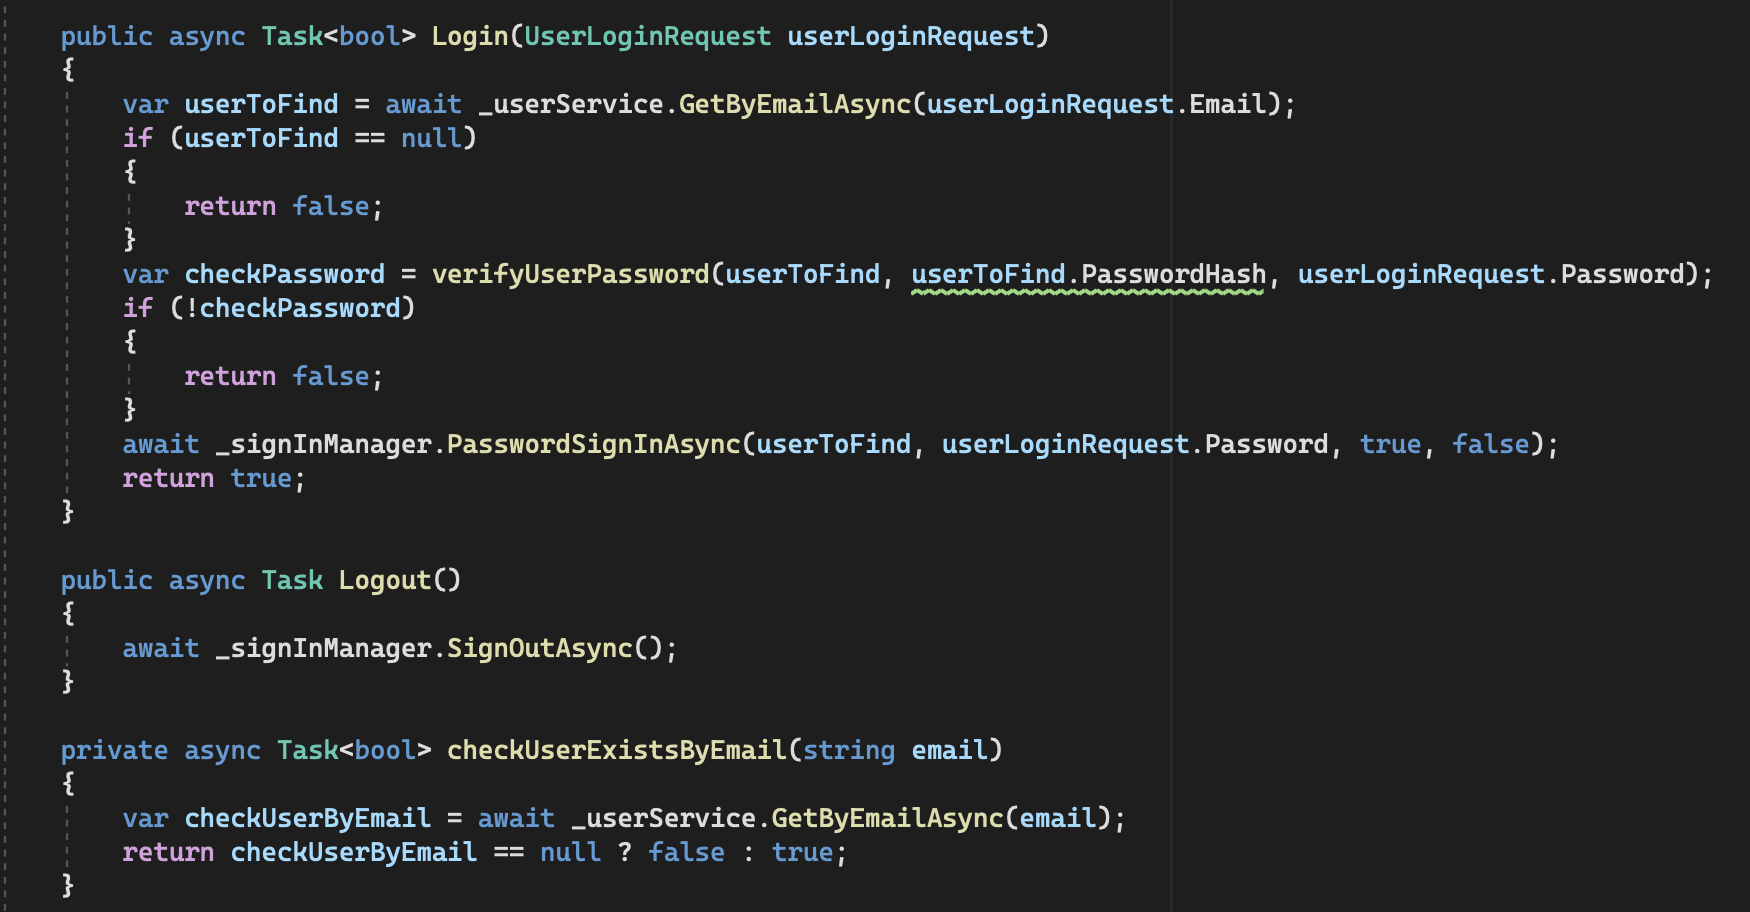 public async Task<bool> Login(UserLoginRequest userLoginRequest)
{
    var userToFind = await _userService.GetByEmailAsync(userLoginRequest.Email);
    if (userToFind == null)
    {
        return false;
    }
    var checkPassword = verifyUserPassword(userToFind, userToFind.PasswordHash, userLoginRequest.Password);
    if (!checkPassword)
    {
        return false;
    }
    await _signInManager.PasswordSignInAsync(userToFind, userLoginRequest.Password, true, false);
    return true;
}

public async Task Logout()
{
    await _signInManager.SignOutAsync();
}

private async Task<bool> checkUserExistsByEmail(string email)
{
    var checkUserByEmail = await _userService.GetByEmailAsync(email);
    return checkUserByEmail == null ? false : true;
}